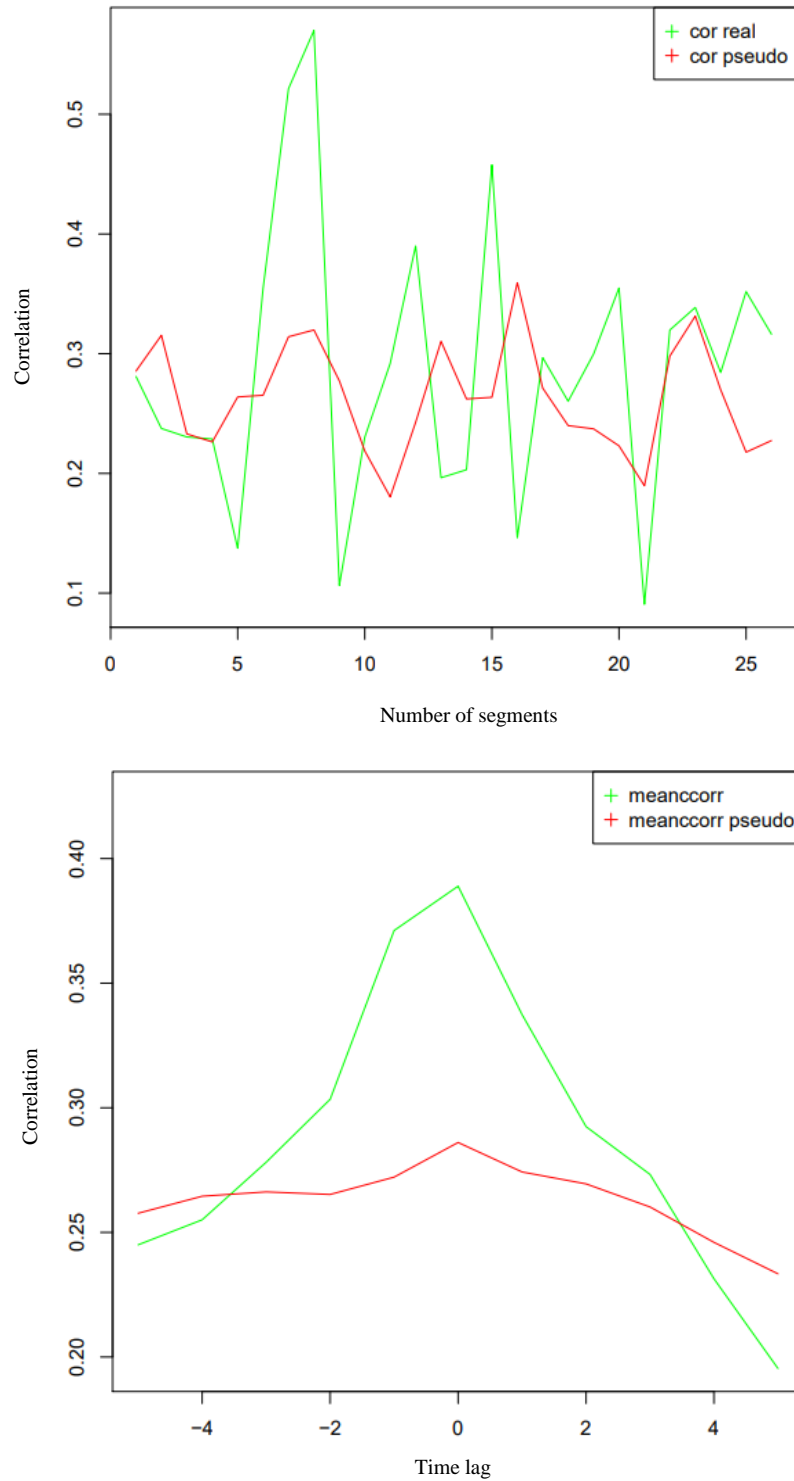 cor real
cor pseudo
0.5
0.4
0.3
0.2
0.1
Correlation
0 5 10 15 20 25
Number of segments
meanccorr
meanccorr pseudo
0.40
0.35
0.30
0.25
0.20
Correlation
−4 −2 0 2 4
Time lag